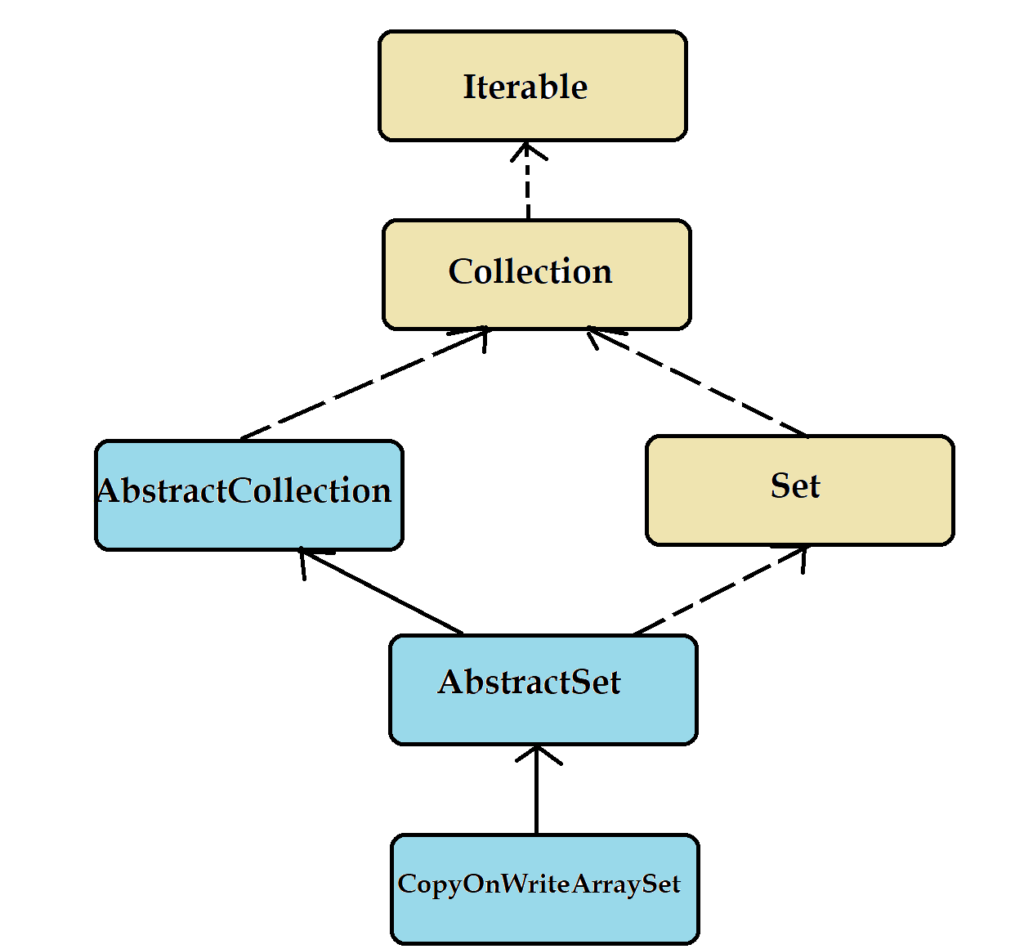 Iterable
Collection
AbstractCollection
Set
AbstractSet
CopyOnWriteArraySet